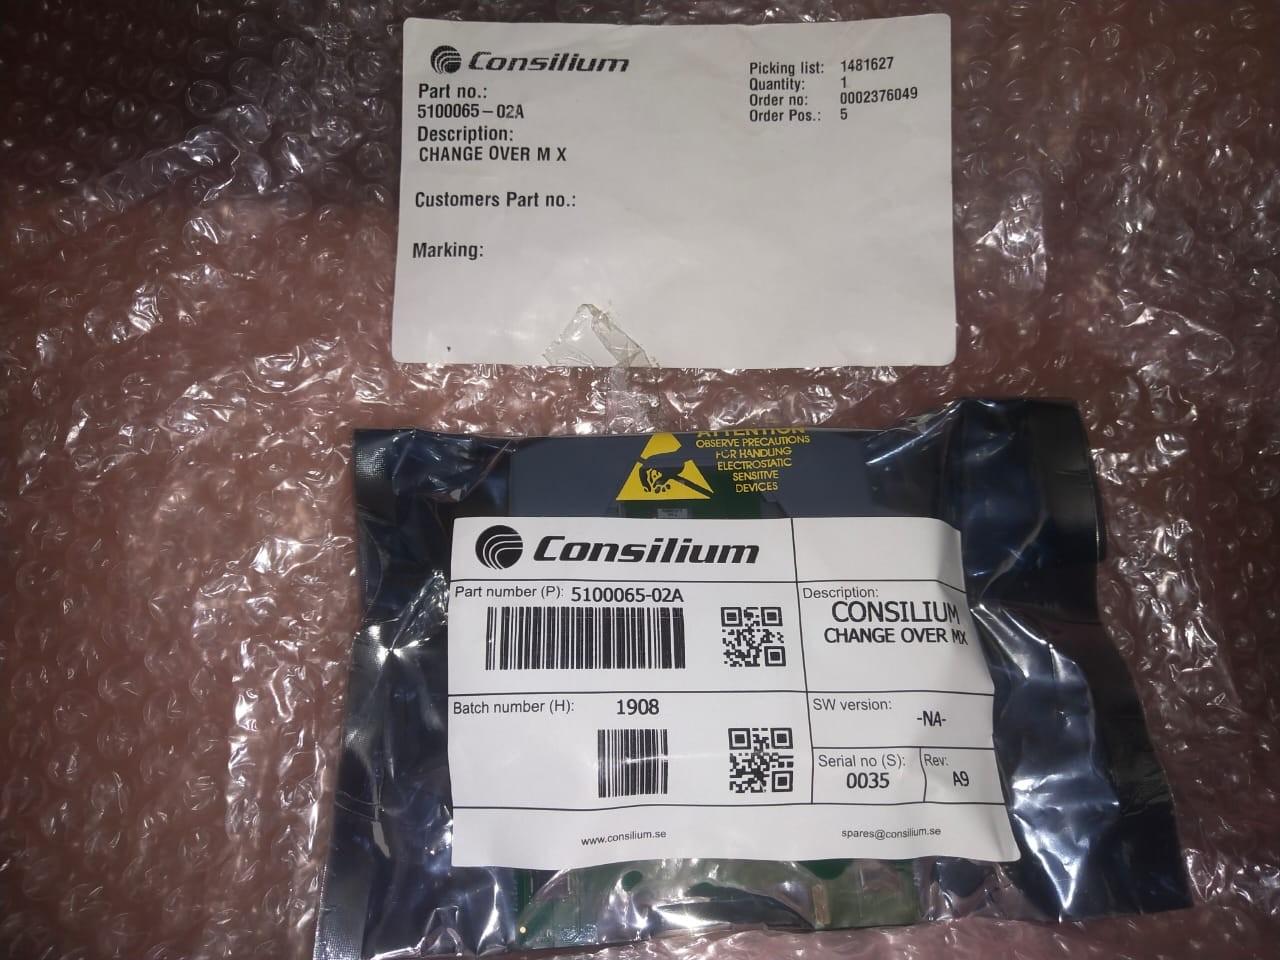 Consilium
Part no.:
5100065-02A
Description:
CHANGE OVER M X
Customers Part no.:
Marking:
Picking list: 1481627
Quantity: 1
Order no: 0002376049
Order Pos.: 5
ATTENTION
OBSERVE PRECAUTIONS
FOR HANDLING
ELECTROSTATIC
SENSITIVE
DEVICES
Consilium
Part number (P): 5100065-02A
Description:
CONSILIUM
CHANGE OVER MX
Batch number (H): 1908
SW version:
-NA-
Serial no (S):
0035
Rev:
A9
www.consilium.se
spares@consilium.se